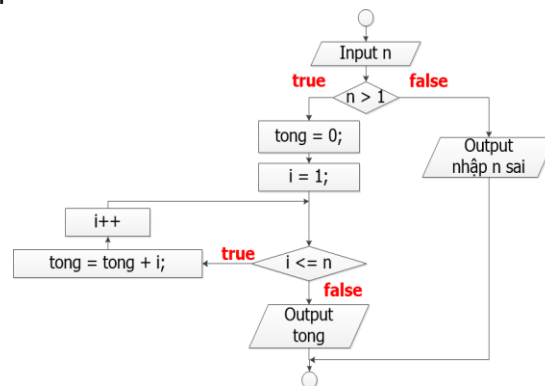 Input n
true
false
n > 1
tong = 0;
Output
nhập n sai
i = 1;
i++
true
tong = tong + i;
i <= n
false
Output
tong